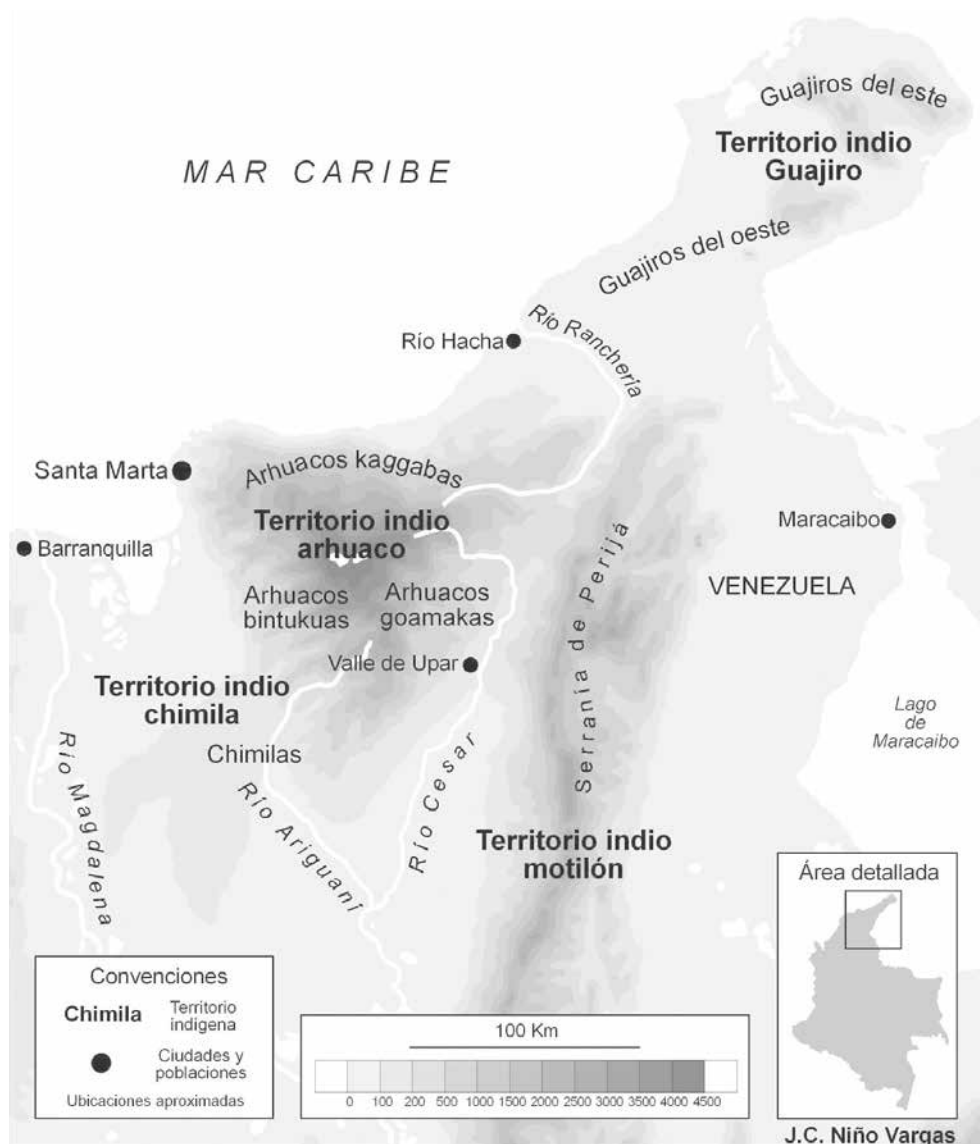 Guajiros del este
Territorio indio
Guajiro
MAR CARIBE
Guajiros del oeste
Río Hacha
Río Ranchería
Santa Marta
Arhuacos kaggabas
Territorio indio
arhuaco
Maracaibo
Barranquilla
Arhuacos
bintukuas
Arhuacos
goamakas
Serranía de Perijá
VENEZUELA
Valle de Upar
Territorio indio
chimila
Lago
de
Maracaibo
Chimilas
Río Magdalena
Río Ariguaní
Río Cesar
Territorio indio
motilón
Área detallada
Convenciones
Chimila Territorio
indígena
Ciudades y
poblaciones
Ubicaciones aproximadas
100 Km
0 100 200 1000 1500 2000 2500 3000 3500 4000 4500
J.C. Niño Vargas